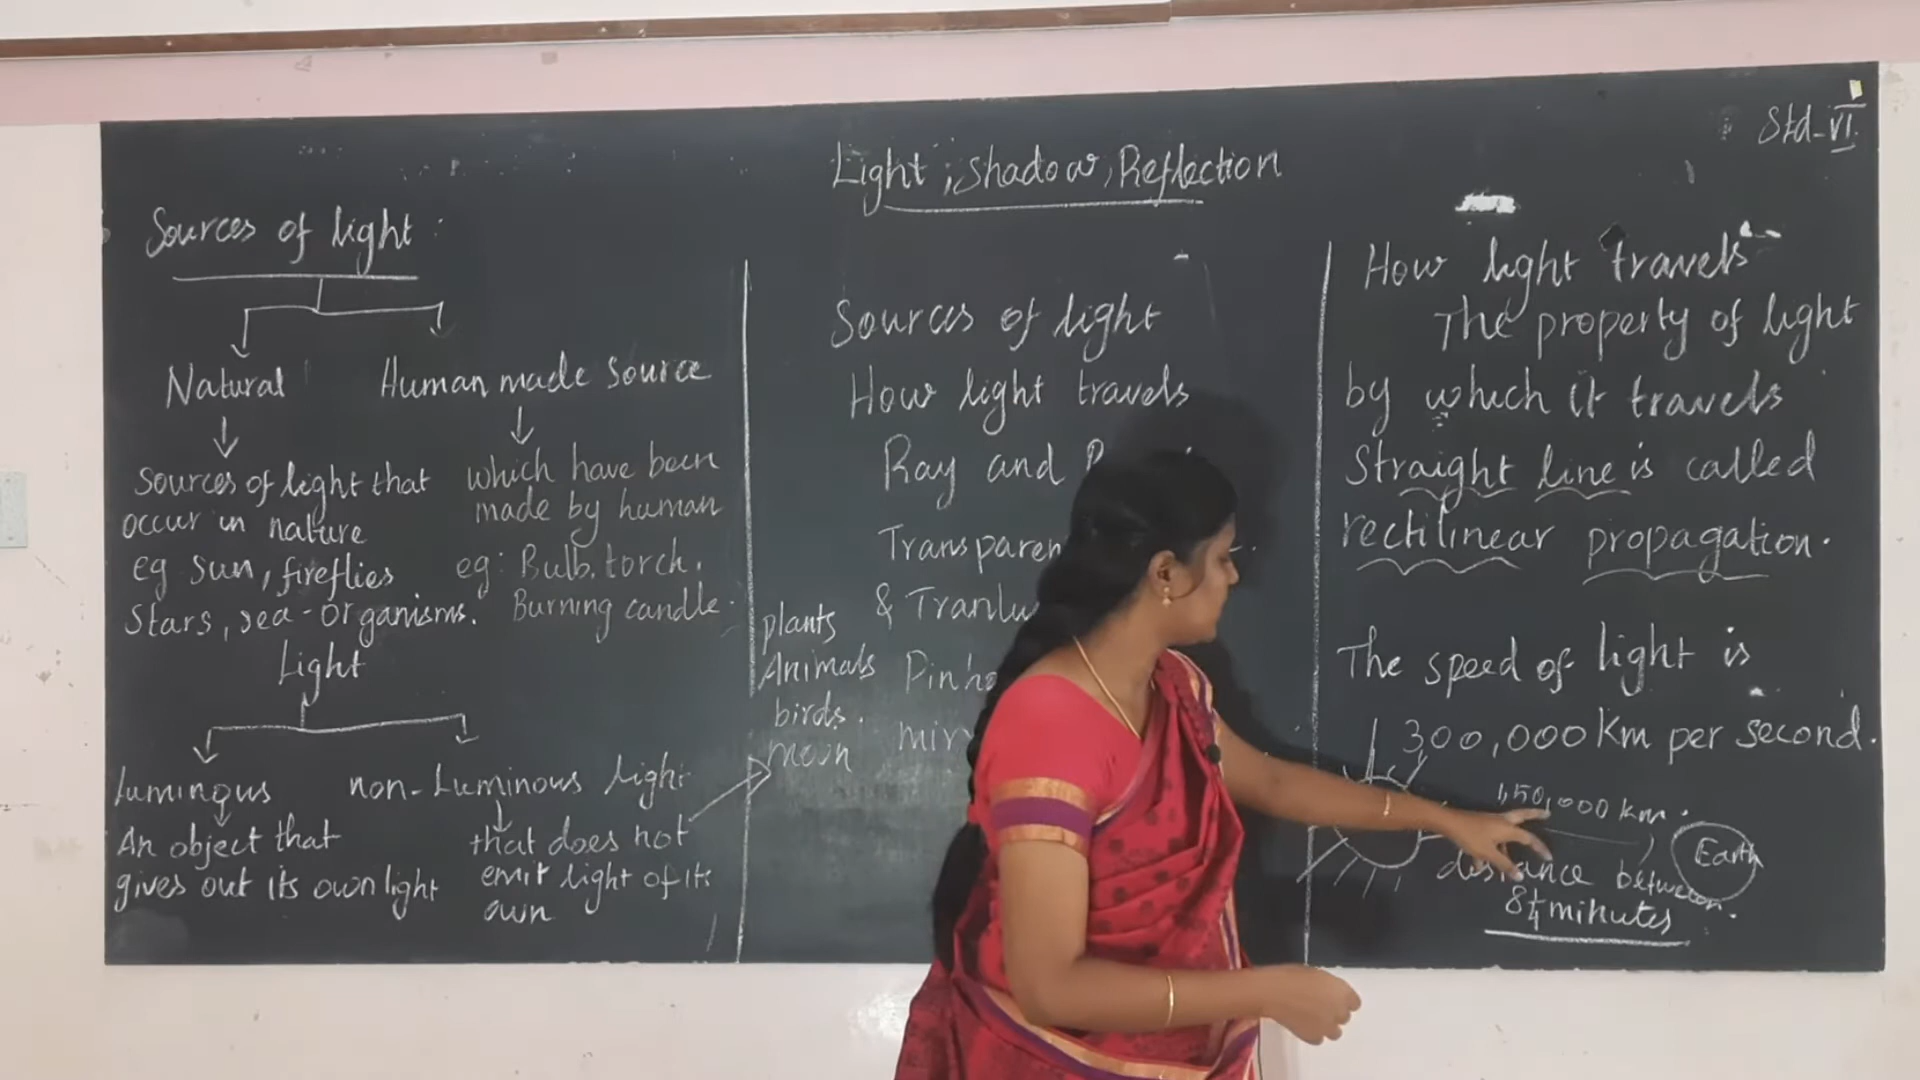 Std-VI
Light, Shadow, Reflection
Sources of light :
Natural
Human made source
Sources of light that
occur in nature
eg Sun, fireflies
Stars, sea-organisms.
which have been
made by human
eg: Bulb, torch,
Burning candle.
Light
Luminous
An object that
gives out its own light
non-Luminous light
that does not
emit light of its
own
plants
Animals
birds.
moon
Sources of light
How light travels
Ray and
&
How light travels
The property of light
by which it travels
Straight line is called
rectilinear propagation.
The speed of light is
300,000 Km per second.
km.
Earth
distance between.
8¼ minutes